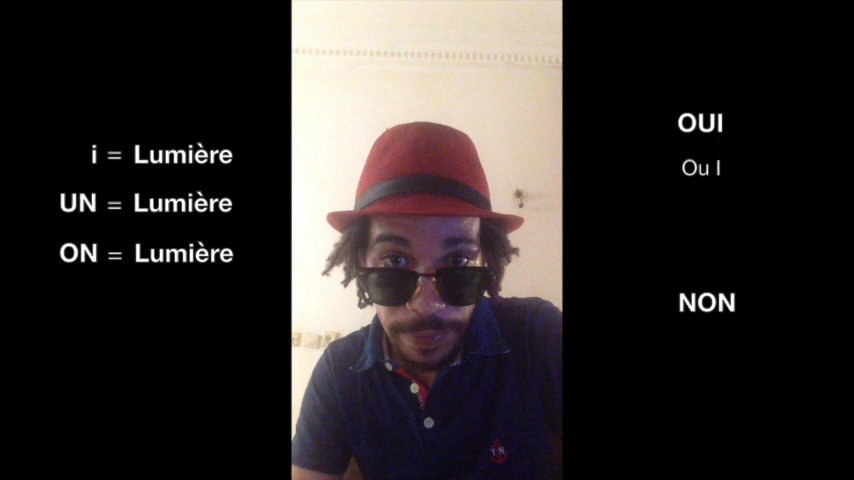 i = Lumière
UN = Lumière
ON = Lumière
OUI
Ou I
NON
T H